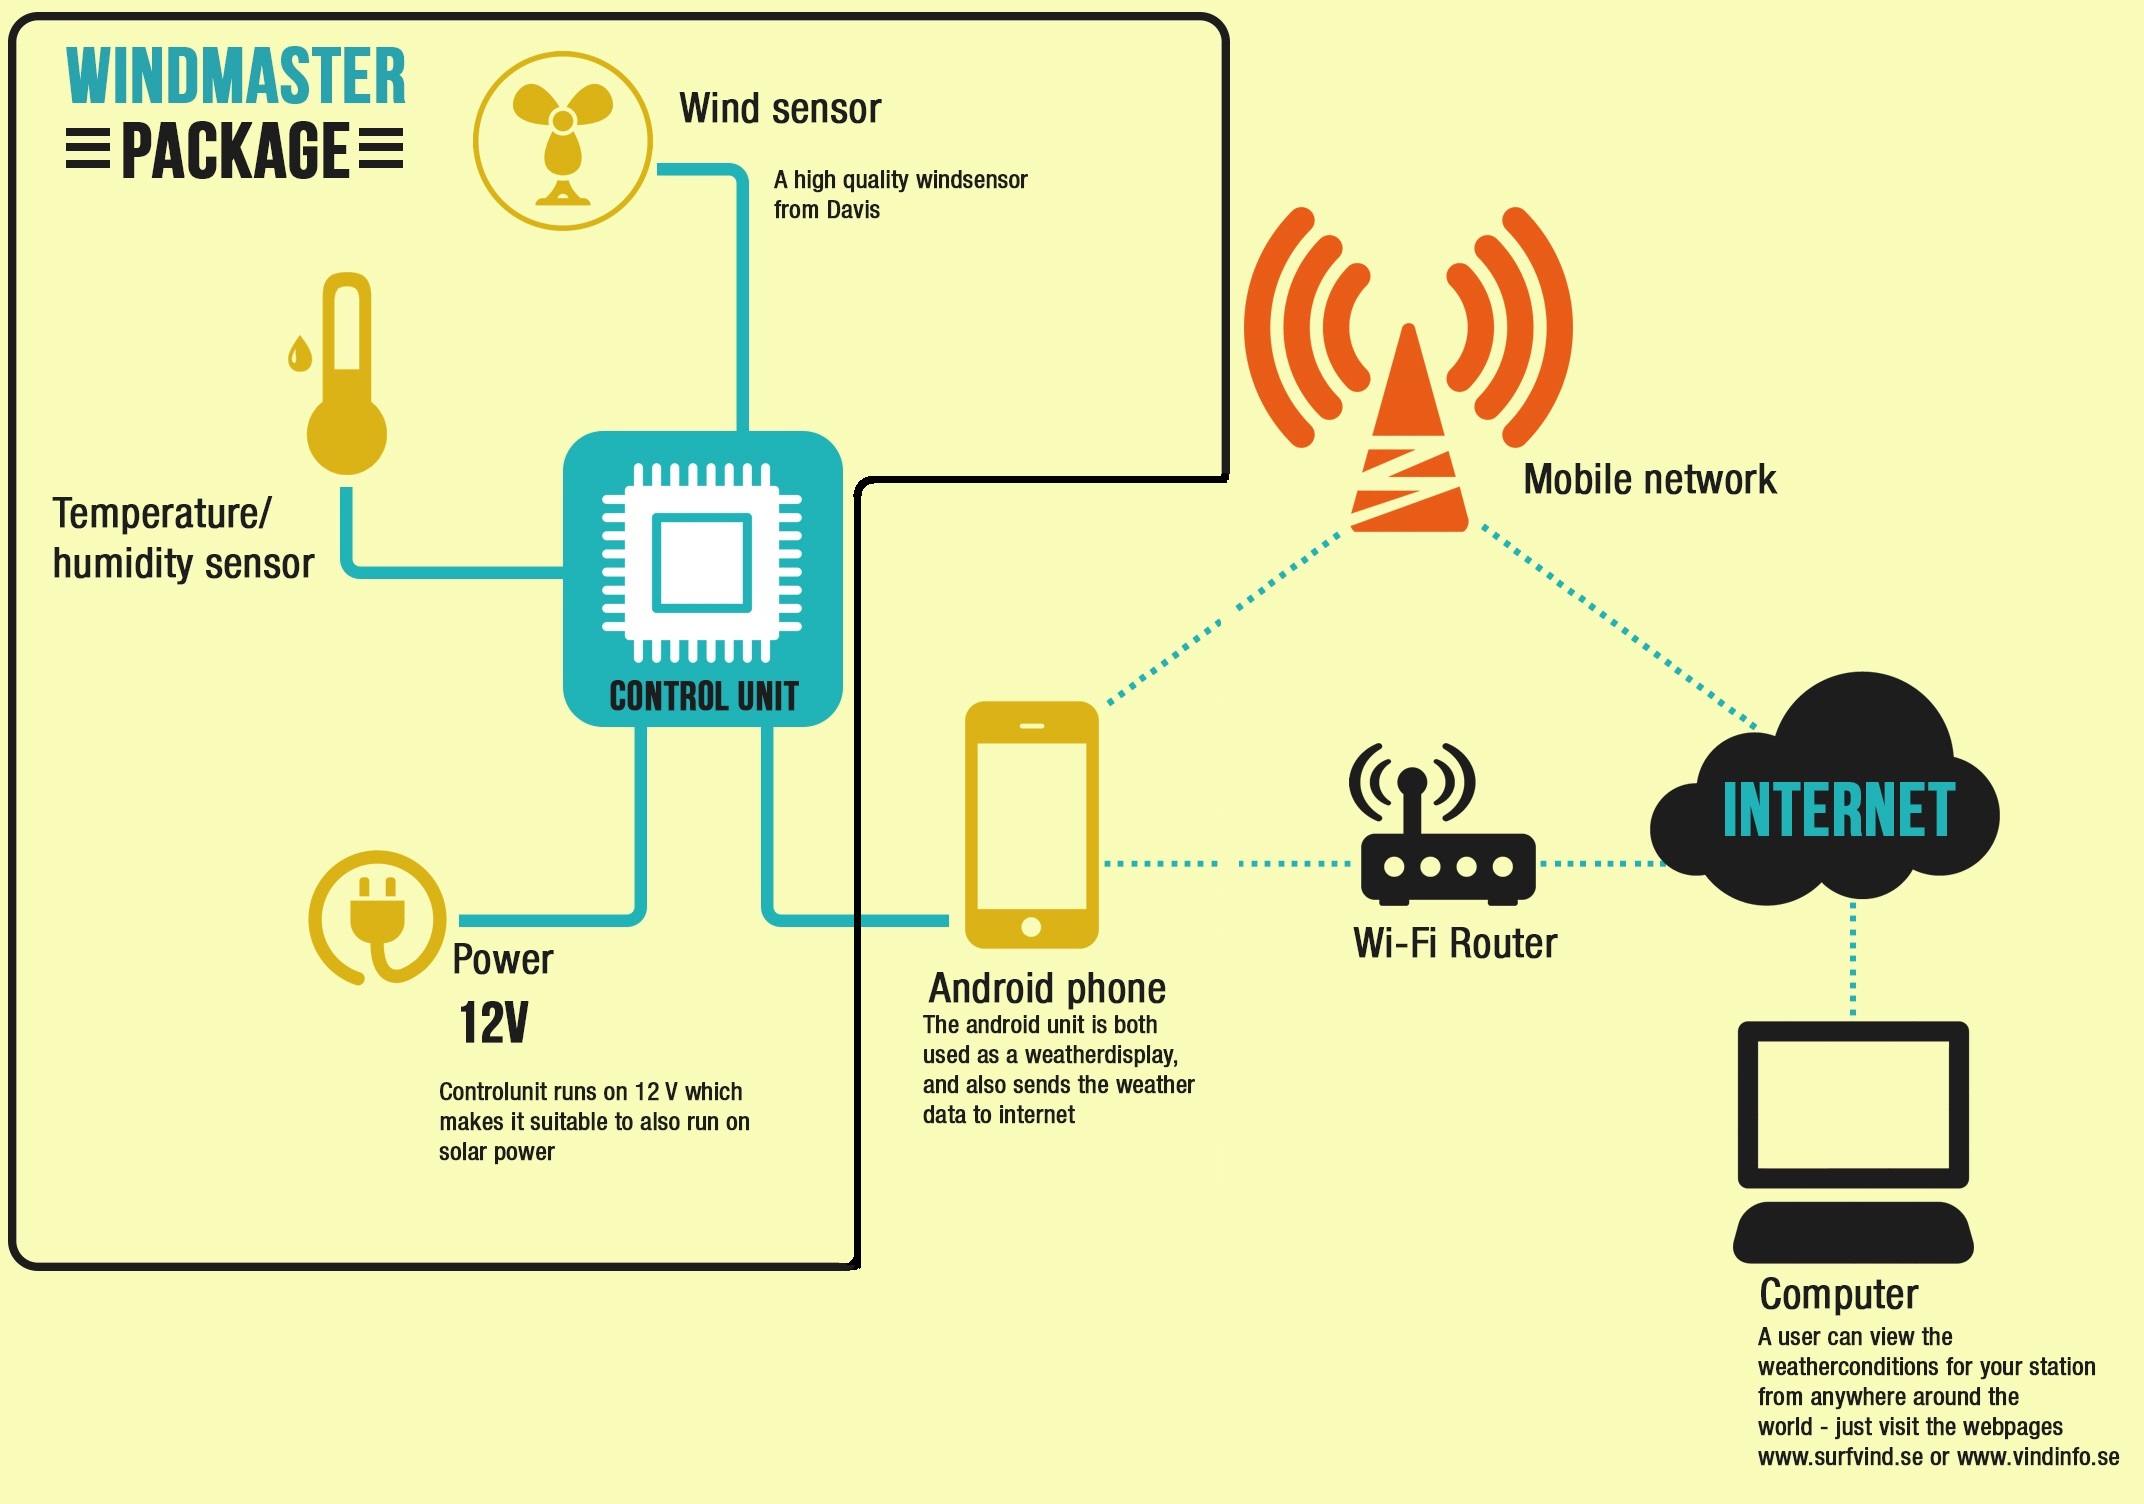 WINDMASTER
PACKAGE
Wind sensor
A high quality windsensor
from Davis
Temperature/
humidity sensor
CONTROL UNIT
Mobile network
INTERNET
Wi-Fi Router
Power
12V
Controlunit runs on 12 V which
makes it suitable to also run on
solar power
Android phone
The android unit is both
used as a weatherdisplay,
and also sends the weather
data to internet
Computer
A user can view the
weatherconditions for your station
from anywhere around the
world - just visit the webpages
www.surfvind.se or www.vindinfo.se